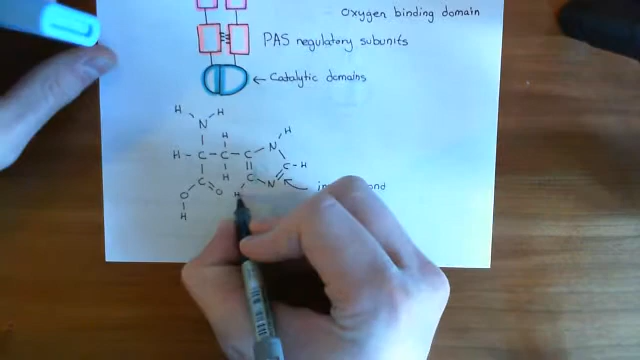 Oxygen binding domain
PAS regulatory subunits
← Catalytic domains
H H
N H H
H - C - C - C N
H C - H
C C N
O O H
H